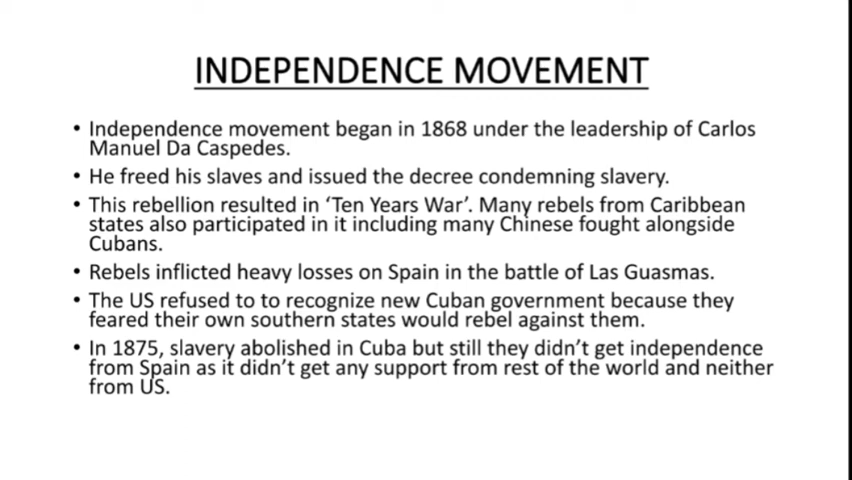 INDEPENDENCE MOVEMENT
• Independence movement began in 1868 under the leadership of Carlos
Manuel Da Caspedes.
• He freed his slaves and issued the decree condemning slavery.
• This rebellion resulted in ‘Ten Years War’. Many rebels from Caribbean
states also participated in it including many Chinese fought alongside
Cubans.
• Rebels inflicted heavy losses on Spain in the battle of Las Guasmas.
• The US refused to to recognize new Cuban government because they
feared their own southern states would rebel against them.
• In 1875, slavery abolished in Cuba but still they didn’t get independence
from Spain as it didn’t get any support from rest of the world and neither
from US.